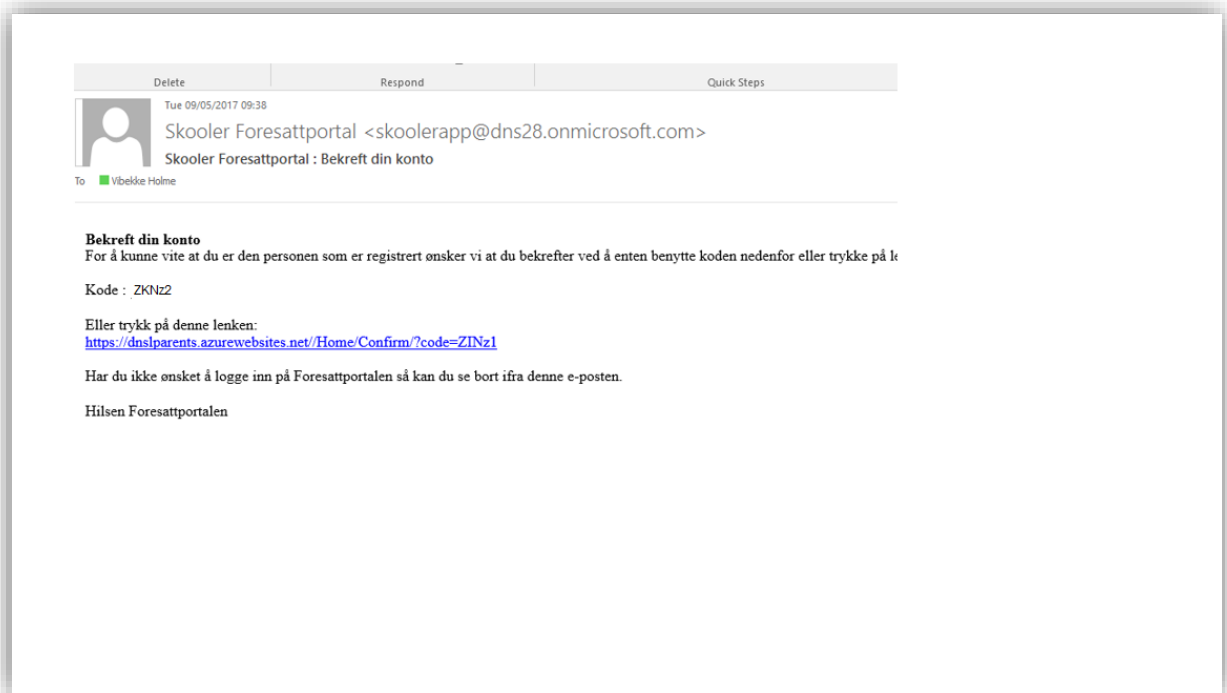 Delete Respond Quick Steps
Tue 09/05/2017 09:38
Skooler Foresattportal <skoolerapp@dns28.onmicrosoft.com>
Skooler Foresattportal : Bekreft din konto
To Vibekke Holme
Bekreft din konto
For å kunne vite at du er den personen som er registrert ønsker vi at du bekrefter ved å enten benytte koden nedenfor eller trykke på
Kode : ZKNz2
Eller trykk på denne lenken:
https://dnslparents.azurewebsites.net//Home/Confirm/?code=ZINz1
Har du ikke ønsket å logge inn på Foresattportalen så kan du se bort ifra denne e-posten.
Hilsen Foresattportalen